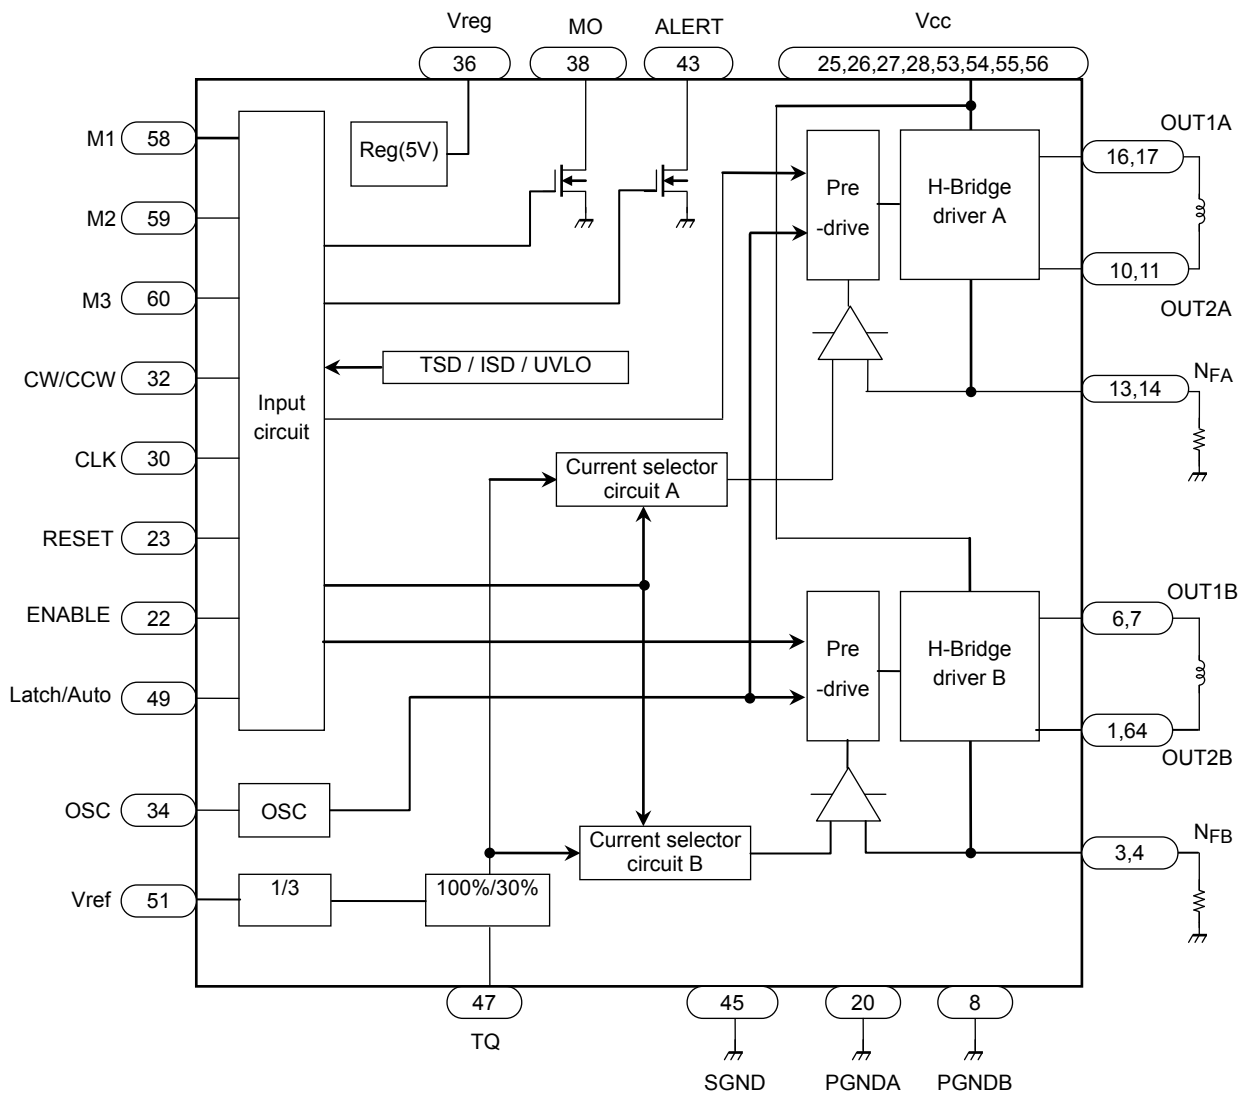 Vreg
MO
ALERT
Vcc
36
38
43
25,26,27,28,53,54,55,56
M1
58
Reg(5V)
OUT1A
16,17
Pre
-drive
H-Bridge
driver A
M2
59
10,11
OUT2A
M3
60
TSD / ISD / UVLO
CW/CCW
32
NFA
13,14
Input
circuit
CLK
30
Current selector
circuit A
RESET
23
ENABLE
22
OUT1B
6,7
Pre
-drive
H-Bridge
driver B
Latch/Auto
49
1,64
OUT2B
OSC
34
OSC
Current selector
circuit B
NFB
3,4
Vref
51
1/3
100%/30%
47
TQ
45
20
8
SGND
PGNDA
PGNDB